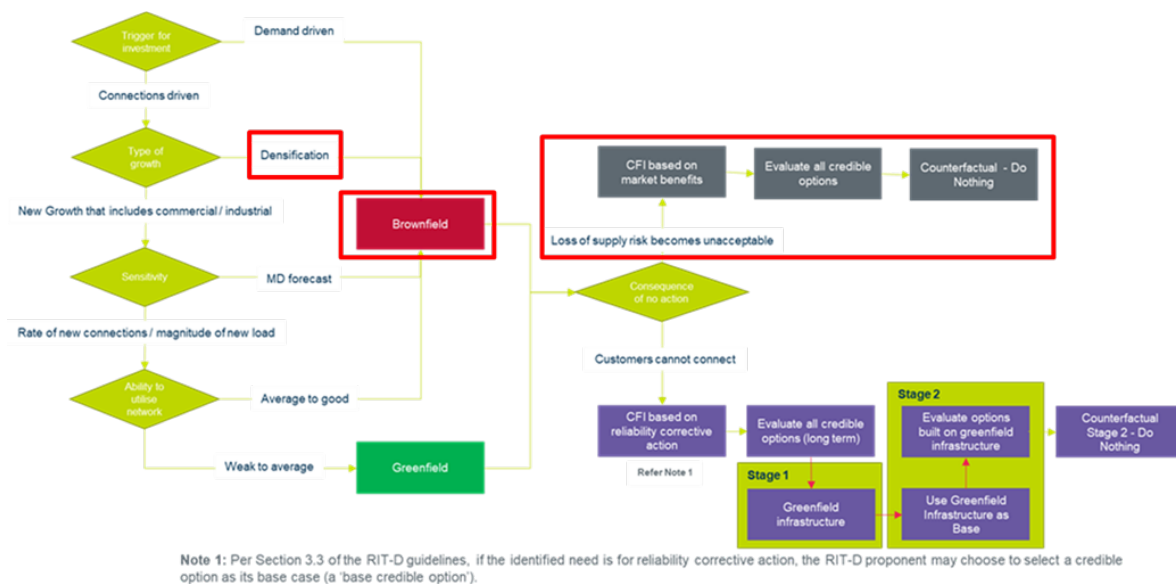 Trigger for
investment
Demand driven
Connections driven
Type of
growth
Densification
New Growth that includes commercial / industrial
Brownfield
Sensitivity
MD forecast
Rate of new connections / magnitude of new load
Ability to
utilise
network
Average to good
Weak to average
Greenfield
CFI based on
market benefits
Evaluate all credible
options
Counterfactual - Do
Nothing
Loss of supply risk becomes unacceptable
Consequence
of no action
Customers cannot connect
CFI based on
reliability corrective
action
Refer Note 1
Evaluate all credible
options (long term)
Stage 1
Greenfield
infrastructure
Stage 2
Evaluate options
built on greenfield
infrastructure
Use Greenfield
Infrastructure as
Base
Counterfactual
Stage 2 - Do
Nothing
Note 1: Per Section 3.3 of the RIT-D guidelines, if the identified need is for reliability corrective action, the RIT-D proponent may choose to select a credible
option as its base case (a 'base credible option').